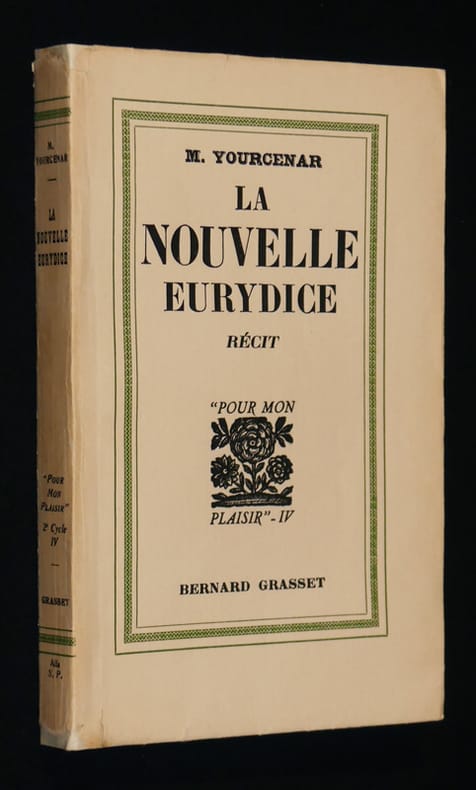 M.
YOURCENAR
LA
NOUVELLE
EURYDICE
"POUR
MON
PLAISIR"
2e Cycle
IV
GRASSET
Alfa
S. P.
M. YOURCENAR
LA
NOUVELLE
EURYDICE
RÉCIT
"POUR MON
PLAISIR"-IV
BERNARD GRASSET